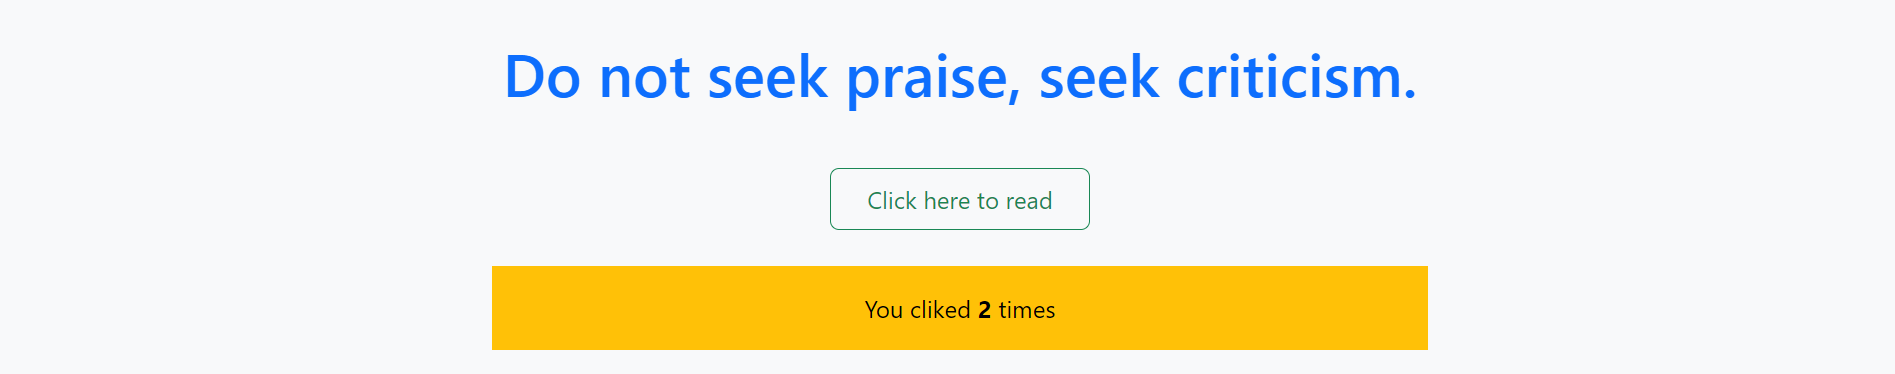 Do not seek praise, seek criticism.
Click here to read
You cliked 2 times